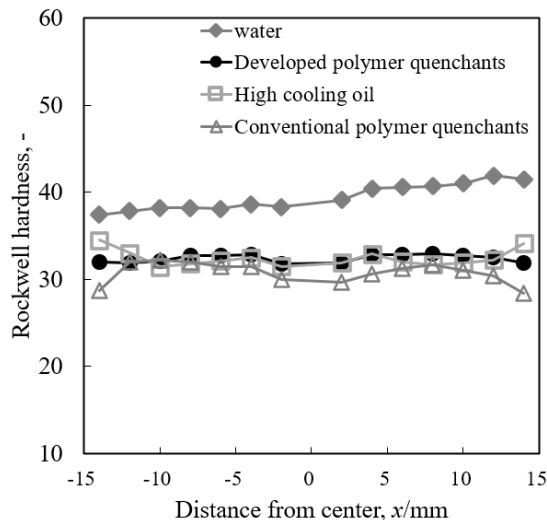 60
50
40
30
20
10
Rockwell hardness, -
water
Developed polymer quenchants
High cooling oil
Conventional polymer quenchants
-15 -10 -5 0 5 10 15
Distance from center, x/mm